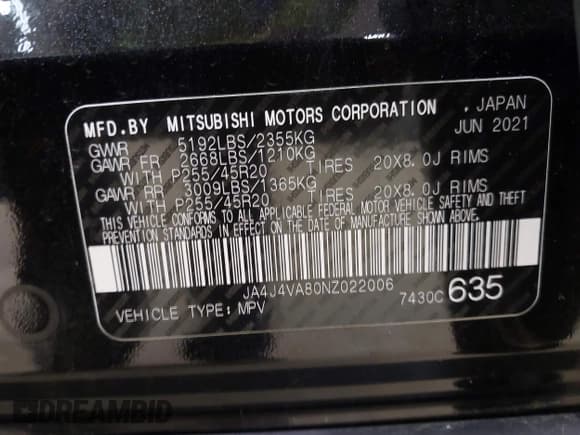 MFD.BY MITSUBISHI MOTORS CORPORATION . JAPAN
GVWR 5192LBS/2355KG JUN 2021
GAWR FR 2668LBS/1210KG
WITH P255/45R20 TIRES 20X8.0J RIMS
GAWR RR 3009LBS/1365KG
WITH P255/45R20 TIRES 20X8.0J RIMS
THIS VEHICLE CONFORMS TO ALL APPLICABLE FEDERAL MOTOR VEHICLE SAFETY AND THEFT
PREVENTION STANDARDS IN EFFECT ON THE DATE OF MANUFACTURE SHOWN ABOVE.
JA4J4VA80NZ022006
VEHICLE TYPE: MPV 7430C 635
DREAMBID